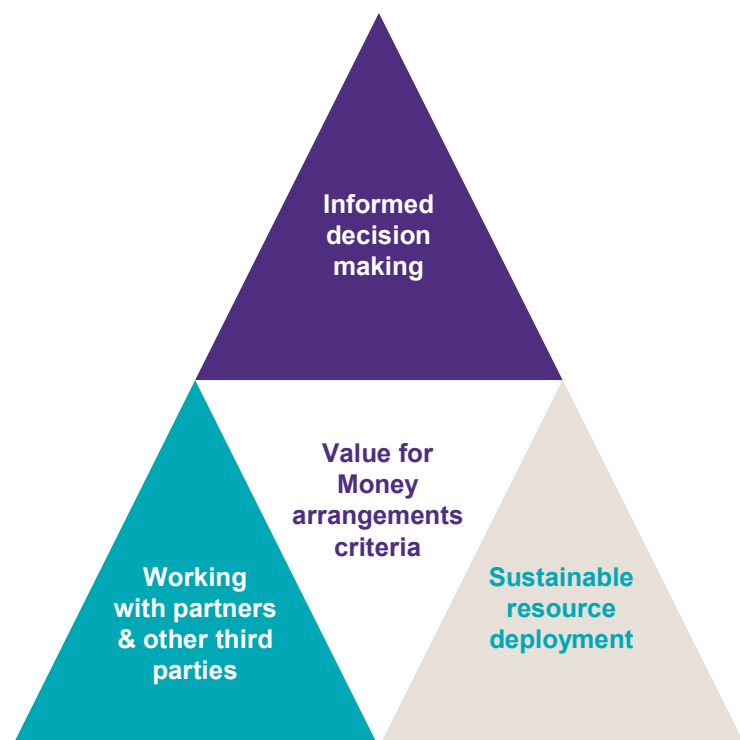 Informed
decision
making
Value for
Money
arrangements
criteria
Working
with partners
& other third
parties
Sustainable
resource
deployment